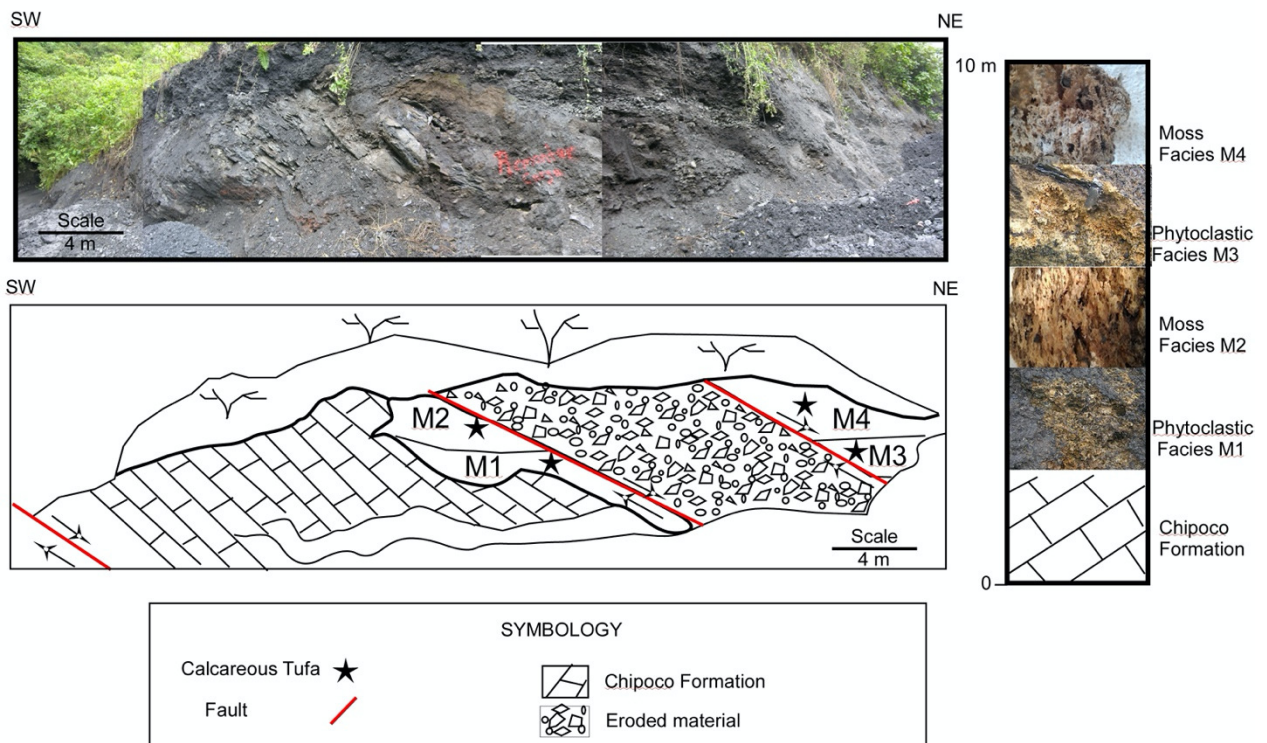 SW
NE
Scale
4 m
SW
NE
M2
M1
M4
M3
Scale
4 m
10 m
Moss
Facies M4
Phytoclastic
Facies M3
Moss
Facies M2
Phytoclastic
Facies M1
Chipoco
Formation
0
SYMBOLOGY
Calcareous Tufa
Fault
Chipoco Formation
Eroded material